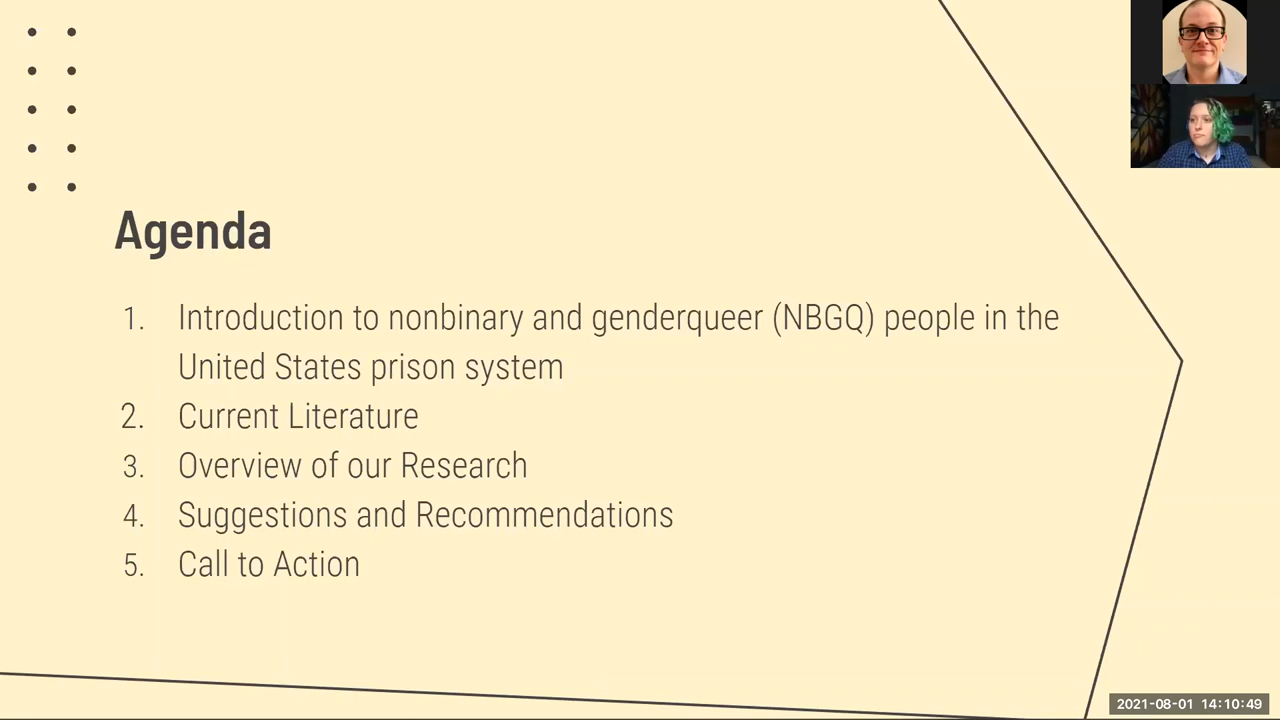 Agenda
1. Introduction to nonbinary and genderqueer (NBGQ) people in the
United States prison system
2. Current Literature
3. Overview of our Research
4. Suggestions and Recommendations
5. Call to Action
2021-08-01 14:10:49